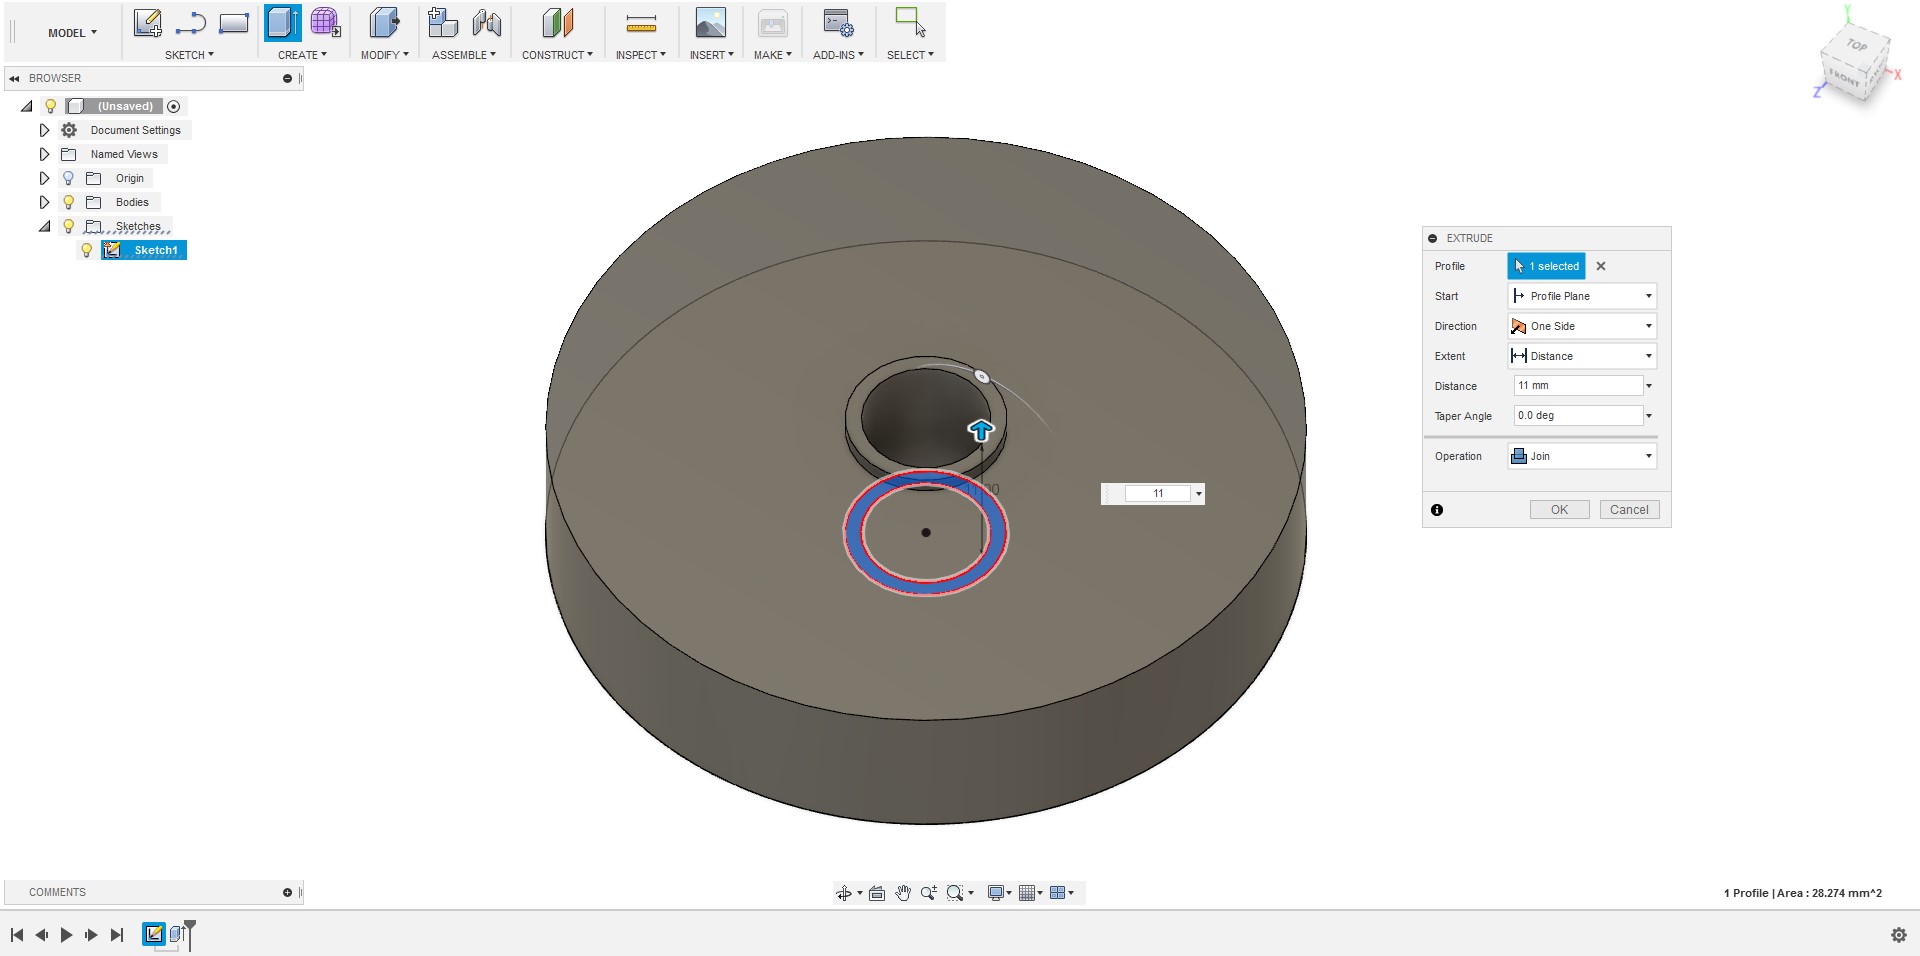 MODEL
SKETCH
CREATE
MODIFY
ASSEMBLE
CONSTRUCT
INSPECT
INSERT
MAKE
ADD-INS
SELECT
BROWSER
(Unsaved)
Document Settings
Named Views
Origin
Bodies
Sketches
Sketch1
Y
TOP
FRONT
X
Z
EXTRUDE
Profile 1 selected
Start Profile Plane
Direction One Side
Extent Distance
Distance 11 mm
Taper Angle 0.0 deg
Operation Join
OK Cancel
11
COMMENTS
1 Profile | Area : 28.274 mm^2